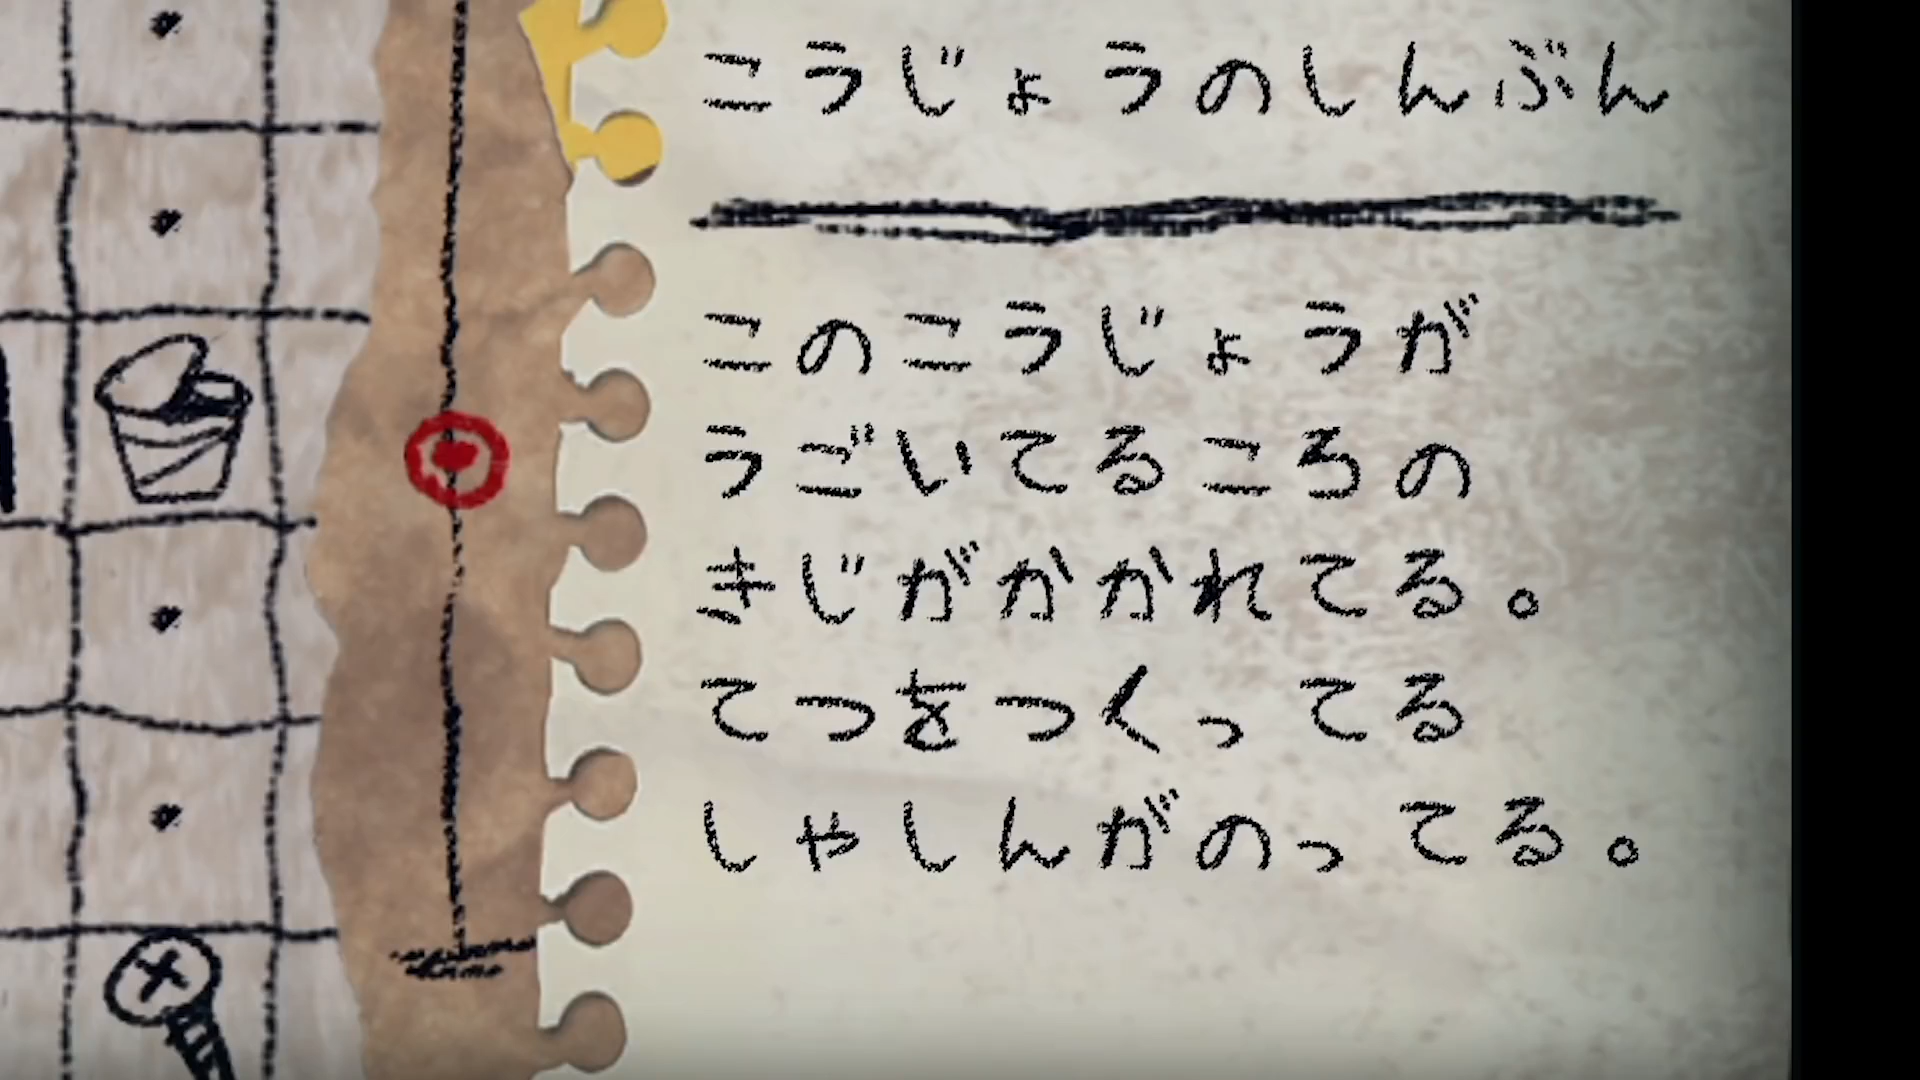 こうじょうのしんぶん
このこうじょうが
うごいてるころの
きじがかかれてる。
てつをつくってる
しゃしんがのってる。